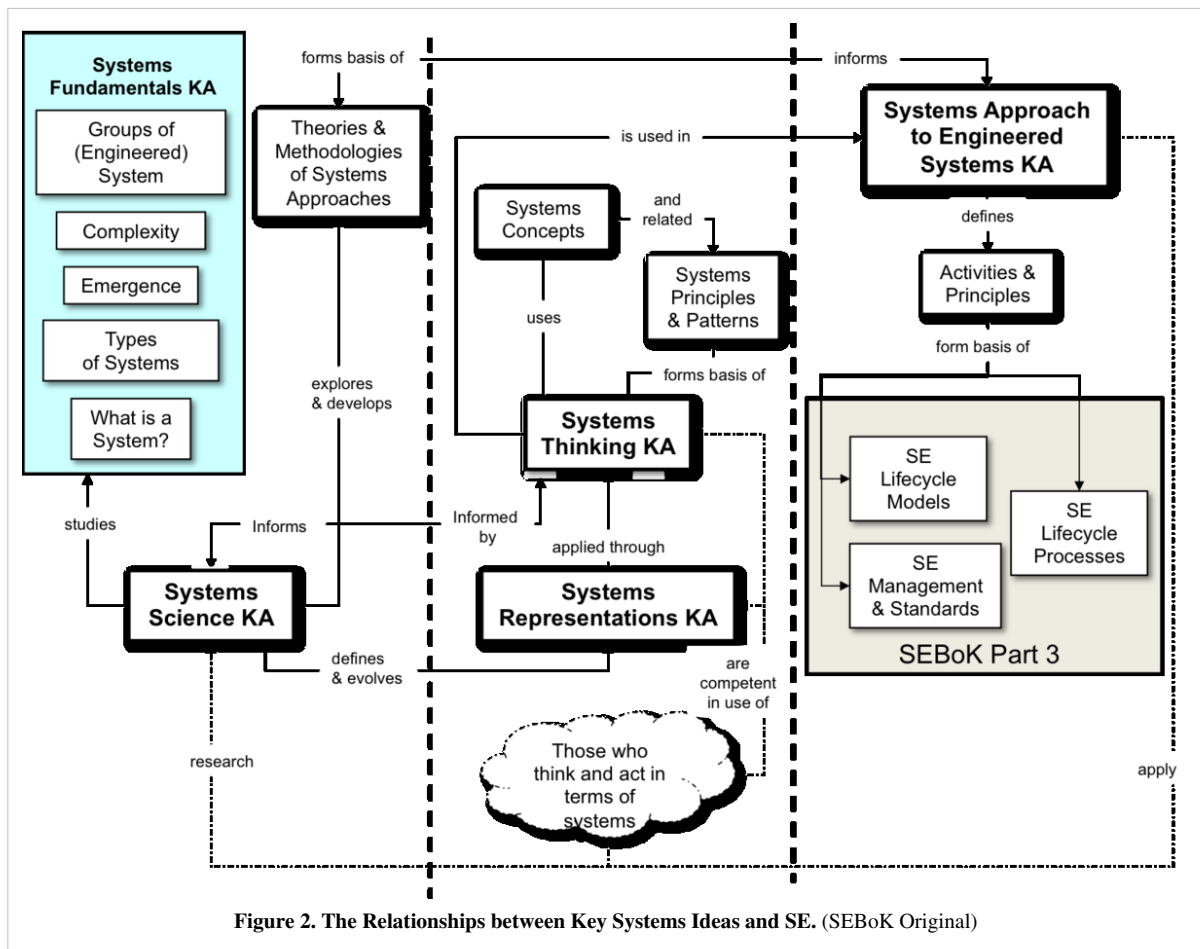 Systems
Fundamentals KA
Groups of
(Engineered)
System
Complexity
Emergence
Types
of Systems
What is a
System?
studies
forms basis of
Theories &
Methodologies
of Systems
Approaches
explores
& develops
Informs
Systems
Science KA
defines
& evolves
research
is used in
Systems
Concepts
and
related
Systems
Principles
& Patterns
uses
forms basis of
Systems
Thinking KA
Informed
by
applied through
Systems
Representations KA
are
competent
in use of
Those who
think and act in
terms of
systems
informs
Systems Approach
to Engineered
Systems KA
defines
Activities &
Principles
form basis of
SE
Lifecycle
Models
SE
Lifecycle
Processes
SE
Management
& Standards
SEBoK Part 3
apply
Figure 2. The Relationships between Key Systems Ideas and SE. (SEBoK Original)